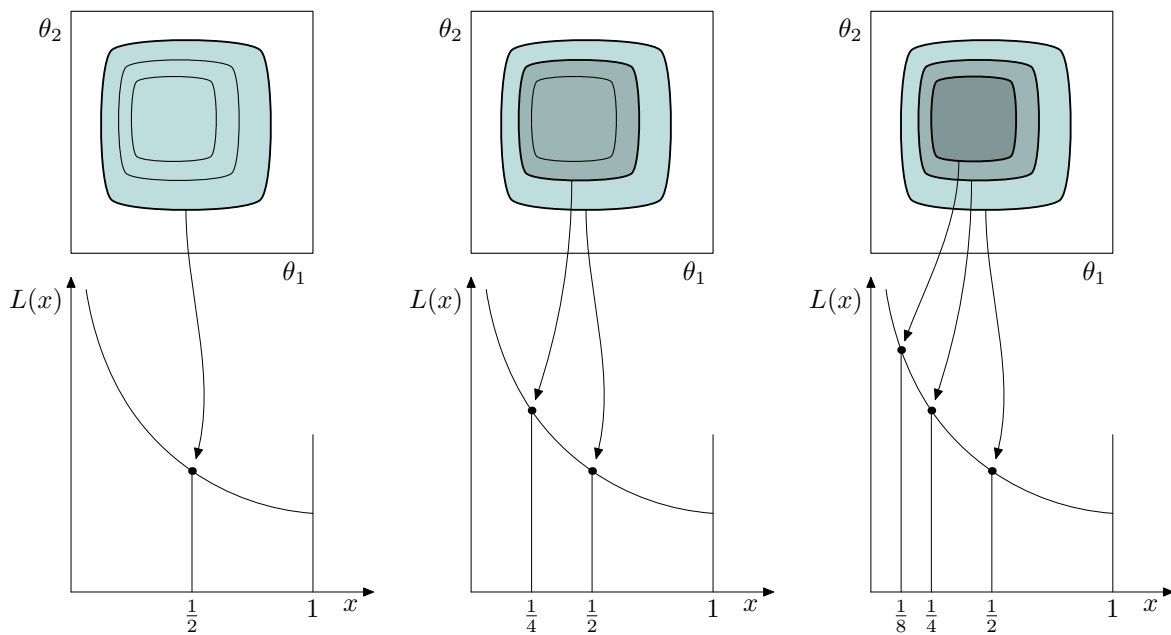 θ₂ θ₂ θ₂
θ₁ θ₁ θ₁
L(x) L(x) L(x)
1/2 1 x 1/4 1/2 1 x 1/8 1/4 1/2 1 x